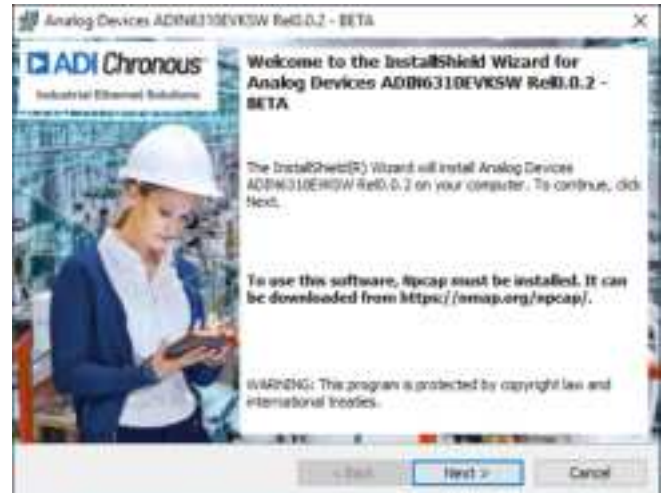 Analog Devices ADIN6310EVKSW Rel0.0.2 - BETA
ADI Chronous
Industrial Ethernet Solutions
Welcome to the InstallShield Wizard for
Analog Devices ADIN6310EVKSW Rel0.0.2 -
BETA
The InstallShield(R) Wizard will install Analog Devices
ADIN6310EVKSW Rel0.0.2 on your computer. To continue, click
Next.
To use this software, Npcap must be installed. It can
be downloaded from https://nmap.org/npcap/.
WARNING: This program is protected by copyright law and
international treaties.
< Back
Next >
Cancel